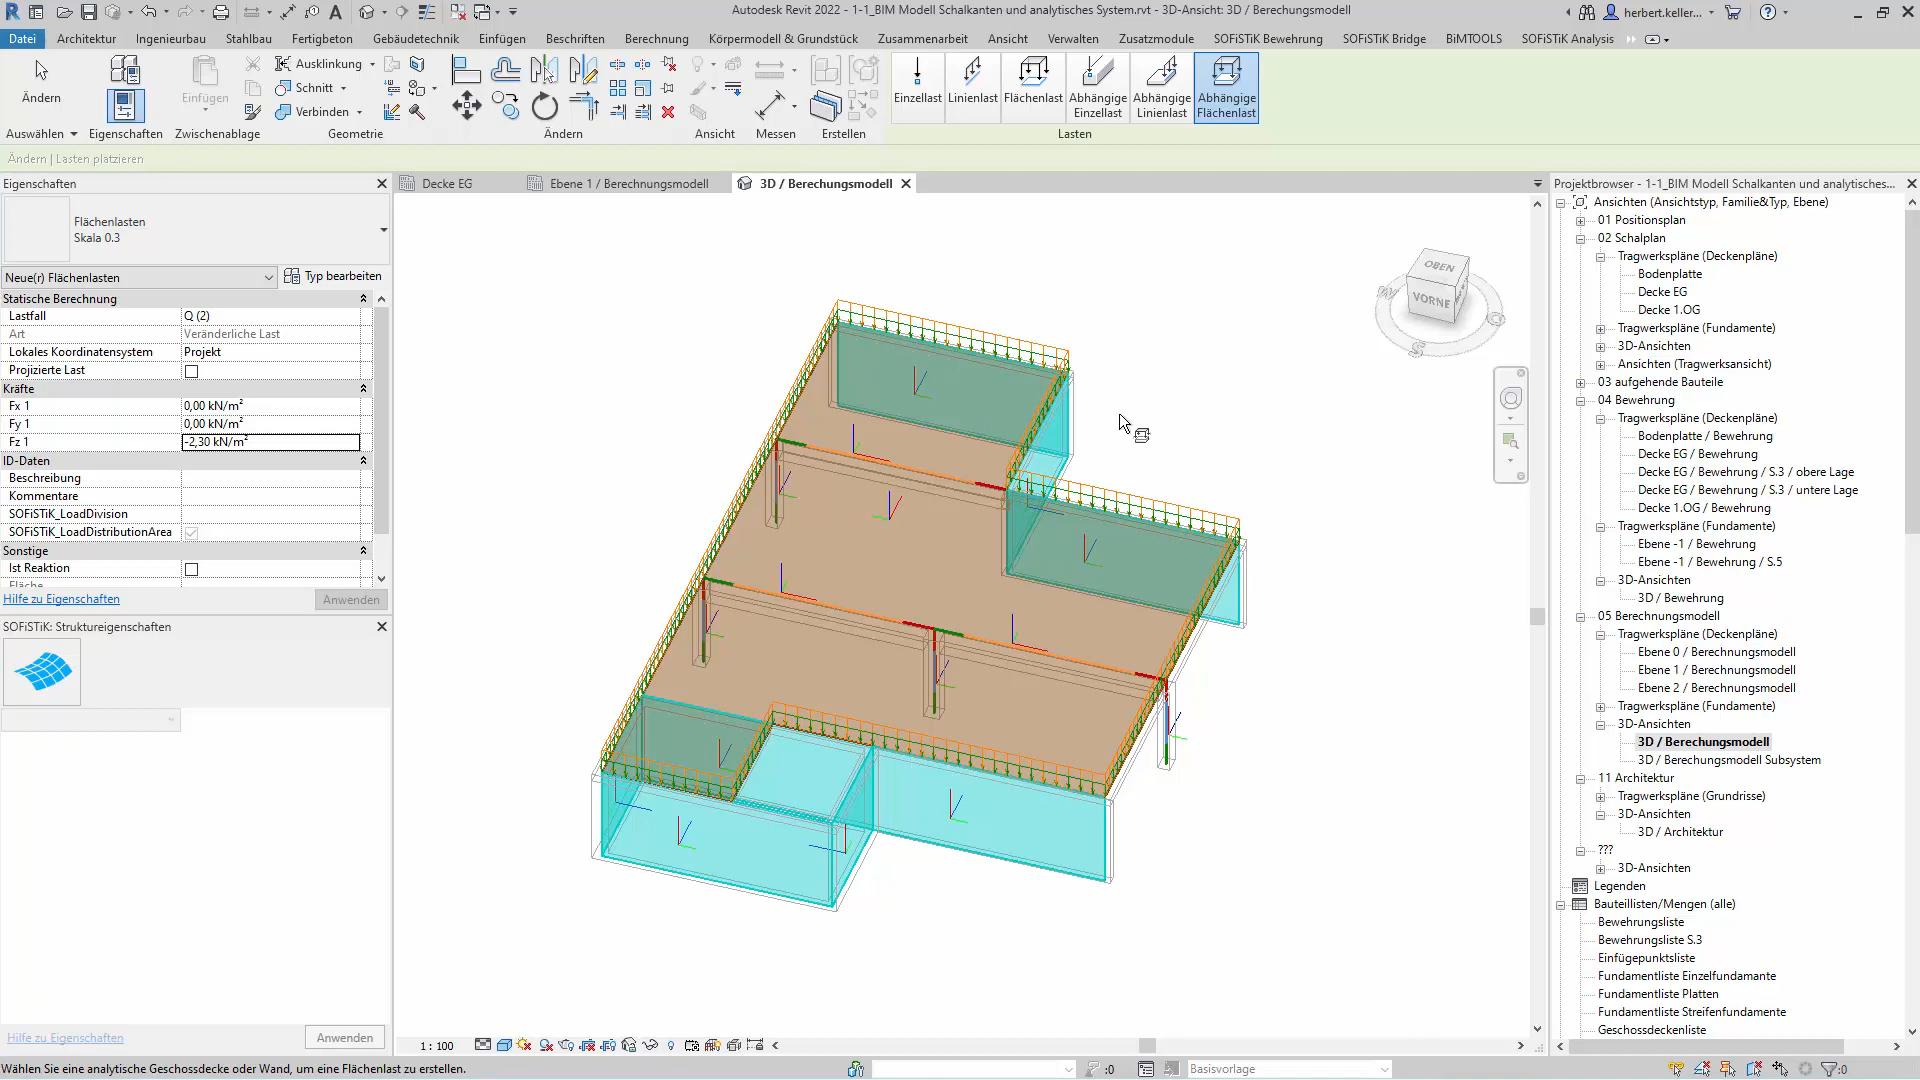 Autodesk Revit 2022 - 1-1_BIM Modell Schalkanten und analytisches System.rvt - 3D-Ansicht: 3D / Berechungsmodell
herbert.keller...
Datei Architektur Ingenieurbau Stahlbau Fertigbeton Gebäudetechnik Einfügen Beschriften Berechnung Körpermodell & Grundstück Zusammenarbeit Ansicht Verwalten Zusatzmodule SOFiSTiK Bewehrung SOFiSTiK Bridge BiMTOOLS SOFiSTiK Analysis
Ändern
Einfügen
Ausklinkung
Schnitt
Verbinden
Einzellast
Linienlast
Flächenlast
Abhängige Einzellast
Abhängige Linienlast
Abhängige Flächenlast
Auswählen Eigenschaften Zwischenablage Geometrie Ändern Ansicht Messen Erstellen Lasten
Ändern | Lasten platzieren
Eigenschaften
Flächenlasten
Skala 0.3
Neue(r) Flächenlasten
Typ bearbeiten
Statische Berechnung
Lastfall Q (2)
Art Veränderliche Last
Lokales Koordinatensystem Projekt
Projizierte Last
Kräfte
Fx 1 0,00 kN/m²
Fy 1 0,00 kN/m²
Fz 1 -2,30 kN/m²
ID-Daten
Beschreibung
Kommentare
SOFiSTiK_LoadDivision
SOFiSTiK_LoadDistributionArea
Sonstige
Ist Reaktion
Fläche
Hilfe zu Eigenschaften
Anwenden
SOFiSTiK: Struktureigenschaften
Hilfe zu Eigenschaften
Anwenden
Decke EG
Ebene 1 / Berechnungsmodell
3D / Berechungsmodell
OBEN
VORNE
S
1 : 100
Projektbrowser - 1-1_BIM Modell Schalkanten und analytisches...
Ansichten (Ansichtstyp, Familie&Typ, Ebene)
01 Positionsplan
02 Schalplan
Tragwerkspläne (Deckenpläne)
Bodenplatte
Decke EG
Decke 1.OG
Tragwerkspläne (Fundamente)
3D-Ansichten
Ansichten (Tragwerksansicht)
03 aufgehende Bauteile
04 Bewehrung
Tragwerkspläne (Deckenpläne)
Bodenplatte / Bewehrung
Decke EG / Bewehrung
Decke EG / Bewehrung / S.3 / obere Lage
Decke EG / Bewehrung / S.3 / untere Lage
Decke 1.OG / Bewehrung
Tragwerkspläne (Fundamente)
Ebene -1 / Bewehrung
Ebene -1 / Bewehrung / S.5
3D-Ansichten
3D / Bewehrung
05 Berechnungsmodell
Tragwerkspläne (Deckenpläne)
Ebene 0 / Berechnungsmodell
Ebene 1 / Berechnungsmodell
Ebene 2 / Berechnungsmodell
Tragwerkspläne (Fundamente)
3D-Ansichten
3D / Berechungsmodell
3D / Berechungsmodell Subsystem
11 Architektur
Tragwerkspläne (Grundrisse)
3D-Ansichten
3D / Architektur
???
3D-Ansichten
Legenden
Bauteillisten/Mengen (alle)
Bewehrungsliste
Bewehrungsliste S.3
Einfügepunktsliste
Fundamentliste Einzelfundamante
Fundamentliste Platten
Fundamentliste Streifenfundamente
Geschossdeckenliste
Wählen Sie eine analytische Geschossdecke oder Wand, um eine Flächenlast zu erstellen.
:0
Basisvorlage
:0